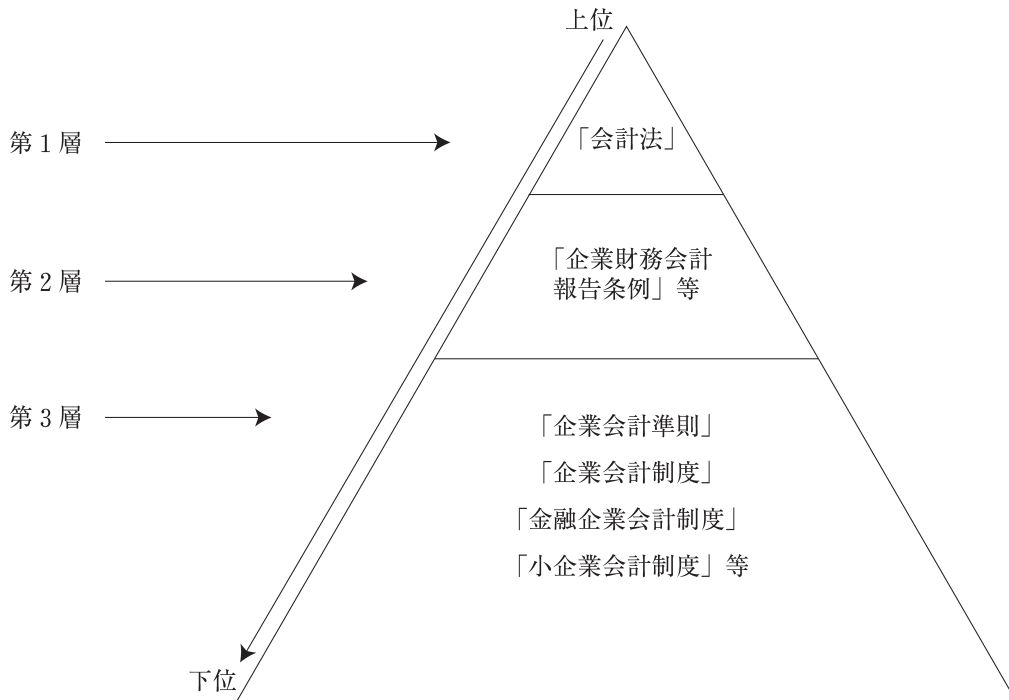 上位
第1層
「会計法」
第2層
「企業財務会計
報告条例」等
第3層
「企業会計準則」
「企業会計制度」
「金融企業会計制度」
「小企業会計制度」等
下位